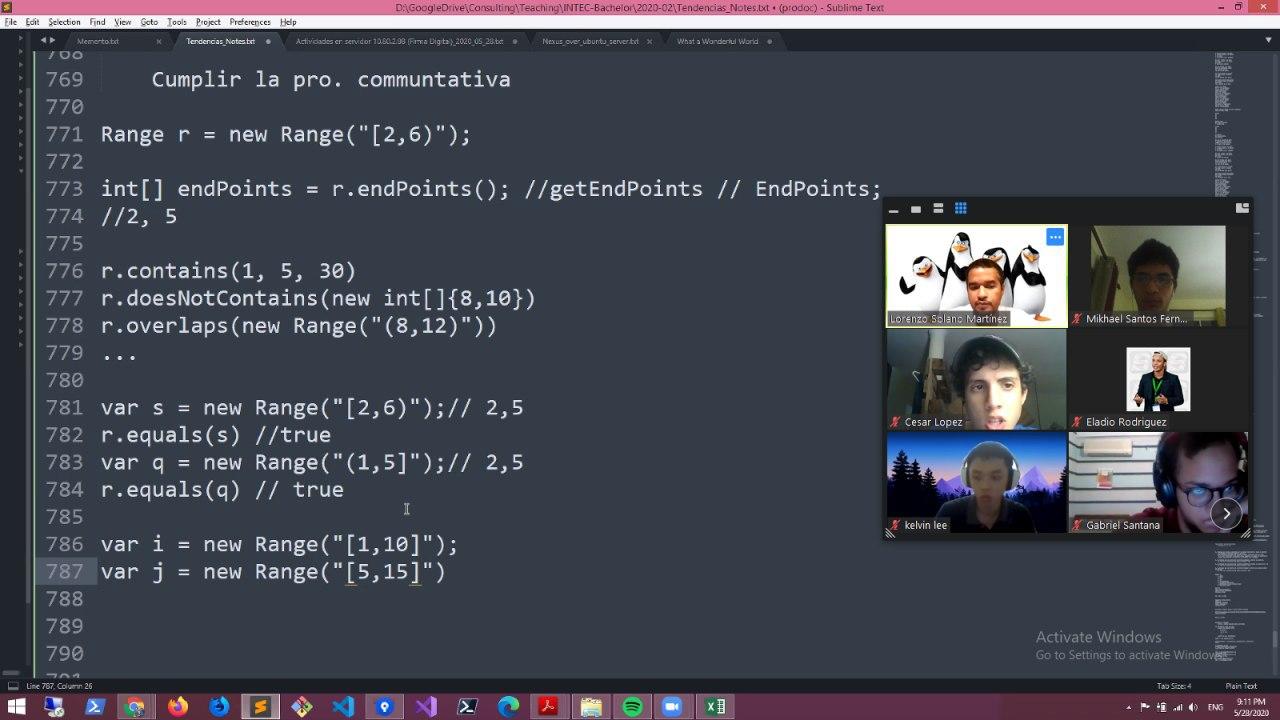 D:\GoogleDrive\Consulting\Teaching\INTEC-Bachelor\2020-02\Tendencias_Notes.txt • (prodoc) - Sublime Text
File Edit Selection Find View Goto Tools Project Preferences Help
Memento.txt
Tendencias_Notes.txt
Actividades en servidor 10.60.2.98 (Firma Digital)_2020_05_28.txt
Nexus_over_ubuntu_server.txt
What a Wonderful World
768
769 Cumplir la pro. communtativa
770
771 Range r = new Range("[2,6)");
772
773 int[] endPoints = r.endPoints(); //getEndPoints // EndPoints;
774 //2, 5
775
776 r.contains(1, 5, 30)
777 r.doesNotContains(new int[]{8,10})
778 r.overlaps(new Range("(8,12)"))
779 ...
780
781 var s = new Range("[2,6)");// 2,5
782 r.equals(s) //true
783 var q = new Range("(1,5]");// 2,5
784 r.equals(q) // true
785
786 var i = new Range("[1,10]");
787 var j = new Range("[5,15]")
788
789
790
Lorenzo Solano Martinez
Mikhael Santos Fern...
Cesar Lopez
Eladio Rodriguez
kelvin lee
Gabriel Santana
Activate Windows
Go to Settings to activate Windows.
Line 787, Column 26
Tab Size: 4
Plain Text
ENG
9:11 PM
5/28/2020